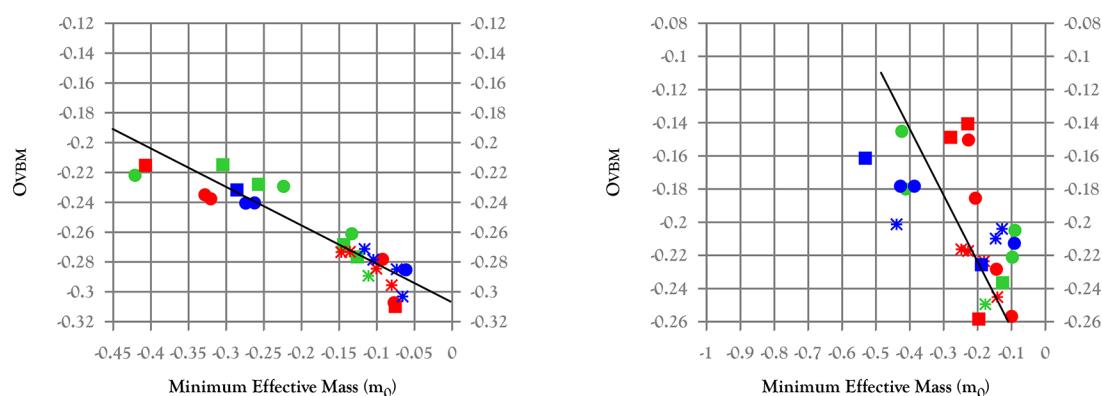 -0.12 -0.12 -0.08 -0.08
-0.14 -0.14 -0.1 -0.1
-0.16 -0.16 -0.12 -0.12
-0.18 -0.18 -0.14 -0.14
-0.2 -0.2 -0.16 -0.16
-0.22 -0.22 -0.18 -0.18
-0.24 -0.24 -0.2 -0.2
-0.26 -0.26 -0.22 -0.22
-0.28 -0.28 -0.24 -0.24
-0.3 -0.3 -0.26 -0.26
-0.32 -0.32
OVBM OVBM
-0.45 -0.4 -0.35 -0.3 -0.25 -0.2 -0.15 -0.1 -0.05 0 -1 -0.9 -0.8 -0.7 -0.6 -0.5 -0.4 -0.3 -0.2 -0.1 0
Minimum Effective Mass (m0) Minimum Effective Mass (m0)